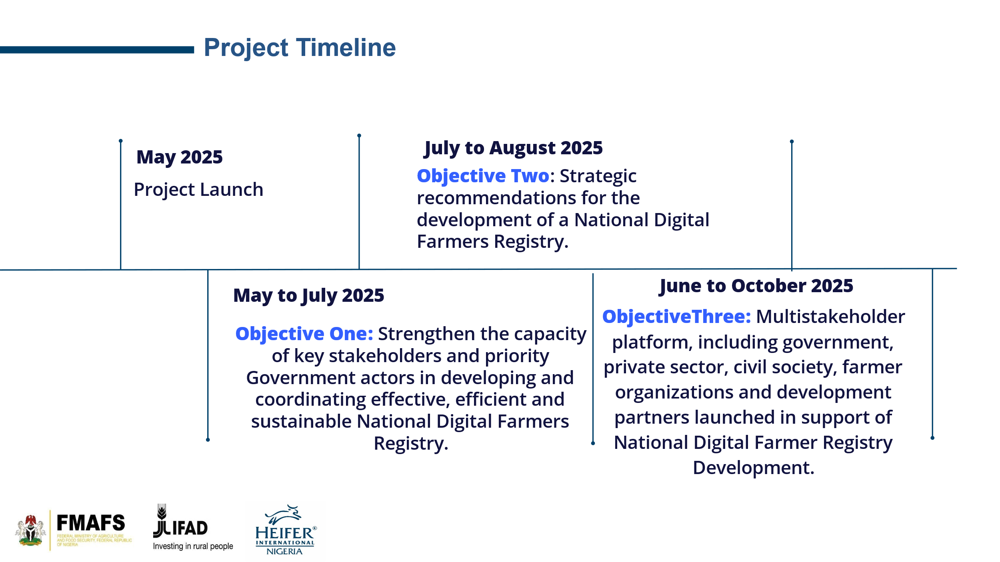 Project Timeline
May 2025
Project Launch
July to August 2025
Objective Two: Strategic
recommendations for the
development of a National Digital
Farmers Registry.
May to July 2025
Objective One: Strengthen the capacity
of key stakeholders and priority
Government actors in developing and
coordinating effective, efficient and
sustainable National Digital Farmers
Registry.
June to October 2025
ObjectiveThree: Multistakeholder
platform, including government,
private sector, civil society, farmer
organizations and development
partners launched in support of
National Digital Farmer Registry
Development.
FMAFS
FEDERAL MINISTRY OF AGRICULTURE
AND FOOD SECURITY, FEDERAL REPUBLIC
OF NIGERIA
IFAD
Investing in rural people
HEIFER®
INTERNATIONAL
NIGERIA